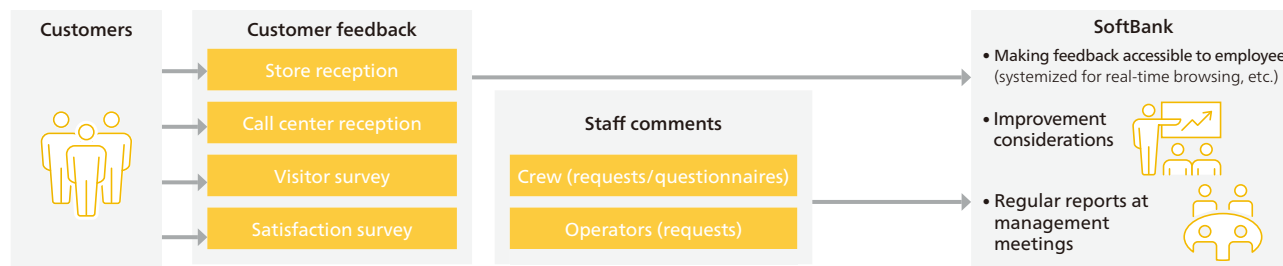 Customers
Customer feedback
Store reception
Call center reception
Visitor survey
Satisfaction survey
Staff comments
Crew (requests/questionnaires)
Operators (requests)
SoftBank
• Making feedback accessible to employee
(systemized for real-time browsing, etc.)
• Improvement
considerations
• Regular reports at
management
meetings